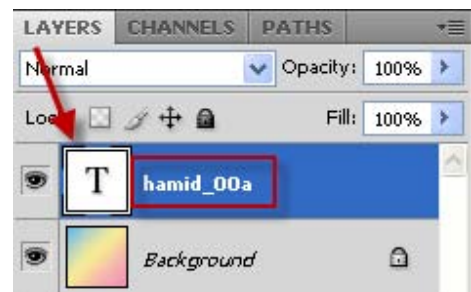 LAYERS CHANNELS PATHS
Normal Opacity: 100%
Fill: 100%
T hamid_00a
Background